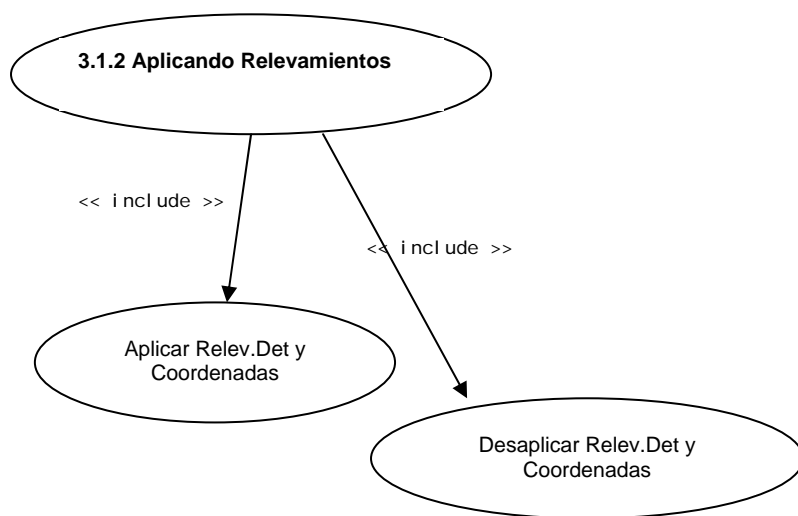 3.1.2 Aplicando Relevamientos
<< include >>
<< include >>
Aplicar Relev.Det y
Coordenadas
Desaplicar Relev.Det y
Coordenadas